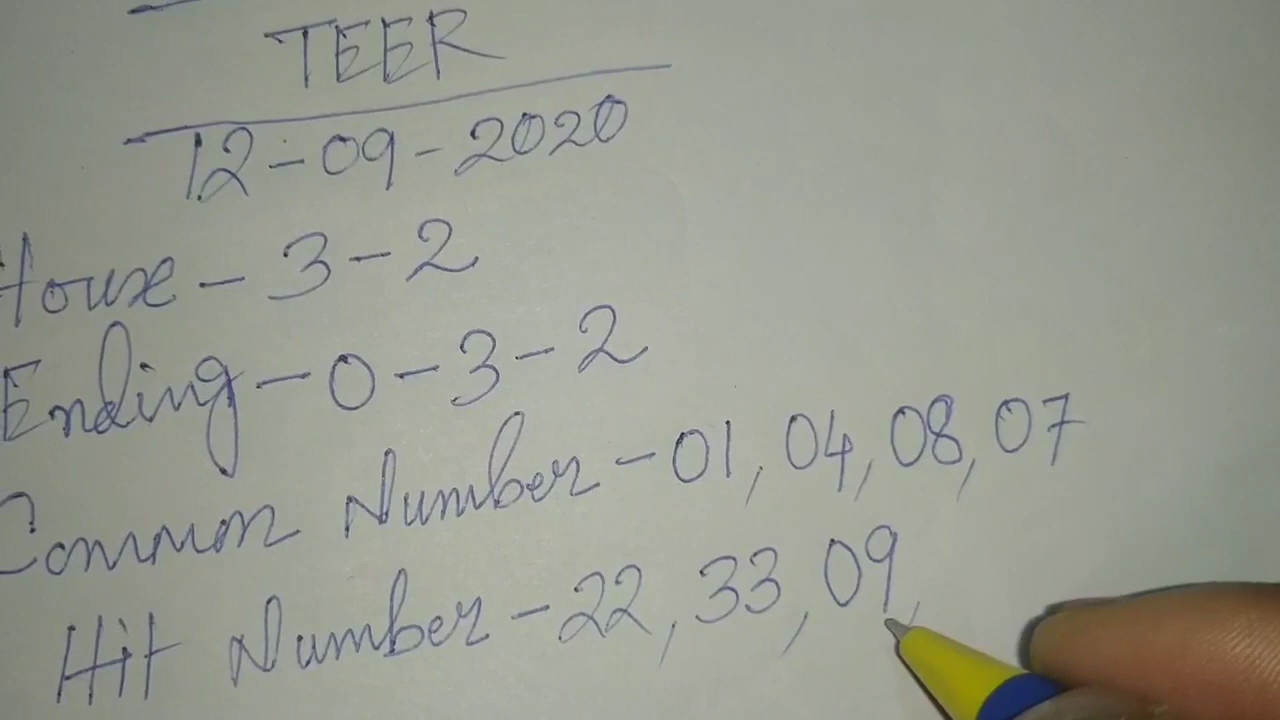 TEER
12-09-2020
House - 3-2
Ending - 0-3-2
Common Number - 01, 04, 08, 07
Hit Number - 22, 33, 09,